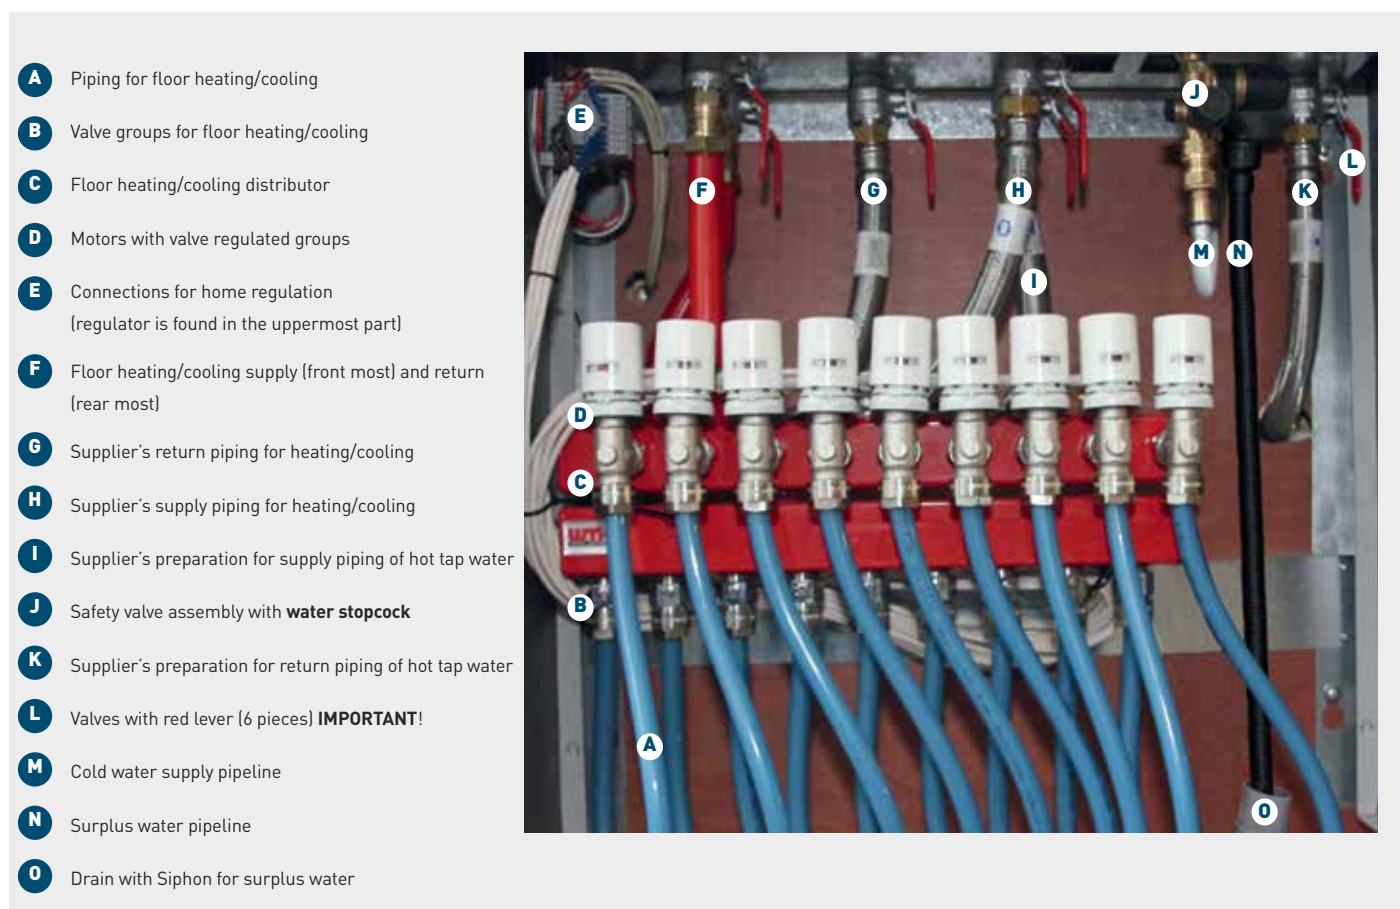 A Piping for floor heating/cooling
B Valve groups for floor heating/cooling
C Floor heating/cooling distributor
D Motors with valve regulated groups
E Connections for home regulation
(regulator is found in the uppermost part)
F Floor heating/cooling supply (front most) and return
(rear most)
G Supplier's return piping for heating/cooling
H Supplier's supply piping for heating/cooling
I Supplier's preparation for supply piping of hot tap water
J Safety valve assembly with water stopcock
K Supplier's preparation for return piping of hot tap water
L Valves with red lever (6 pieces) IMPORTANT!
M Cold water supply pipeline
N Surplus water pipeline
O Drain with Siphon for surplus water
J
E
L
F G H K
M N
I
D
C
B
A
O